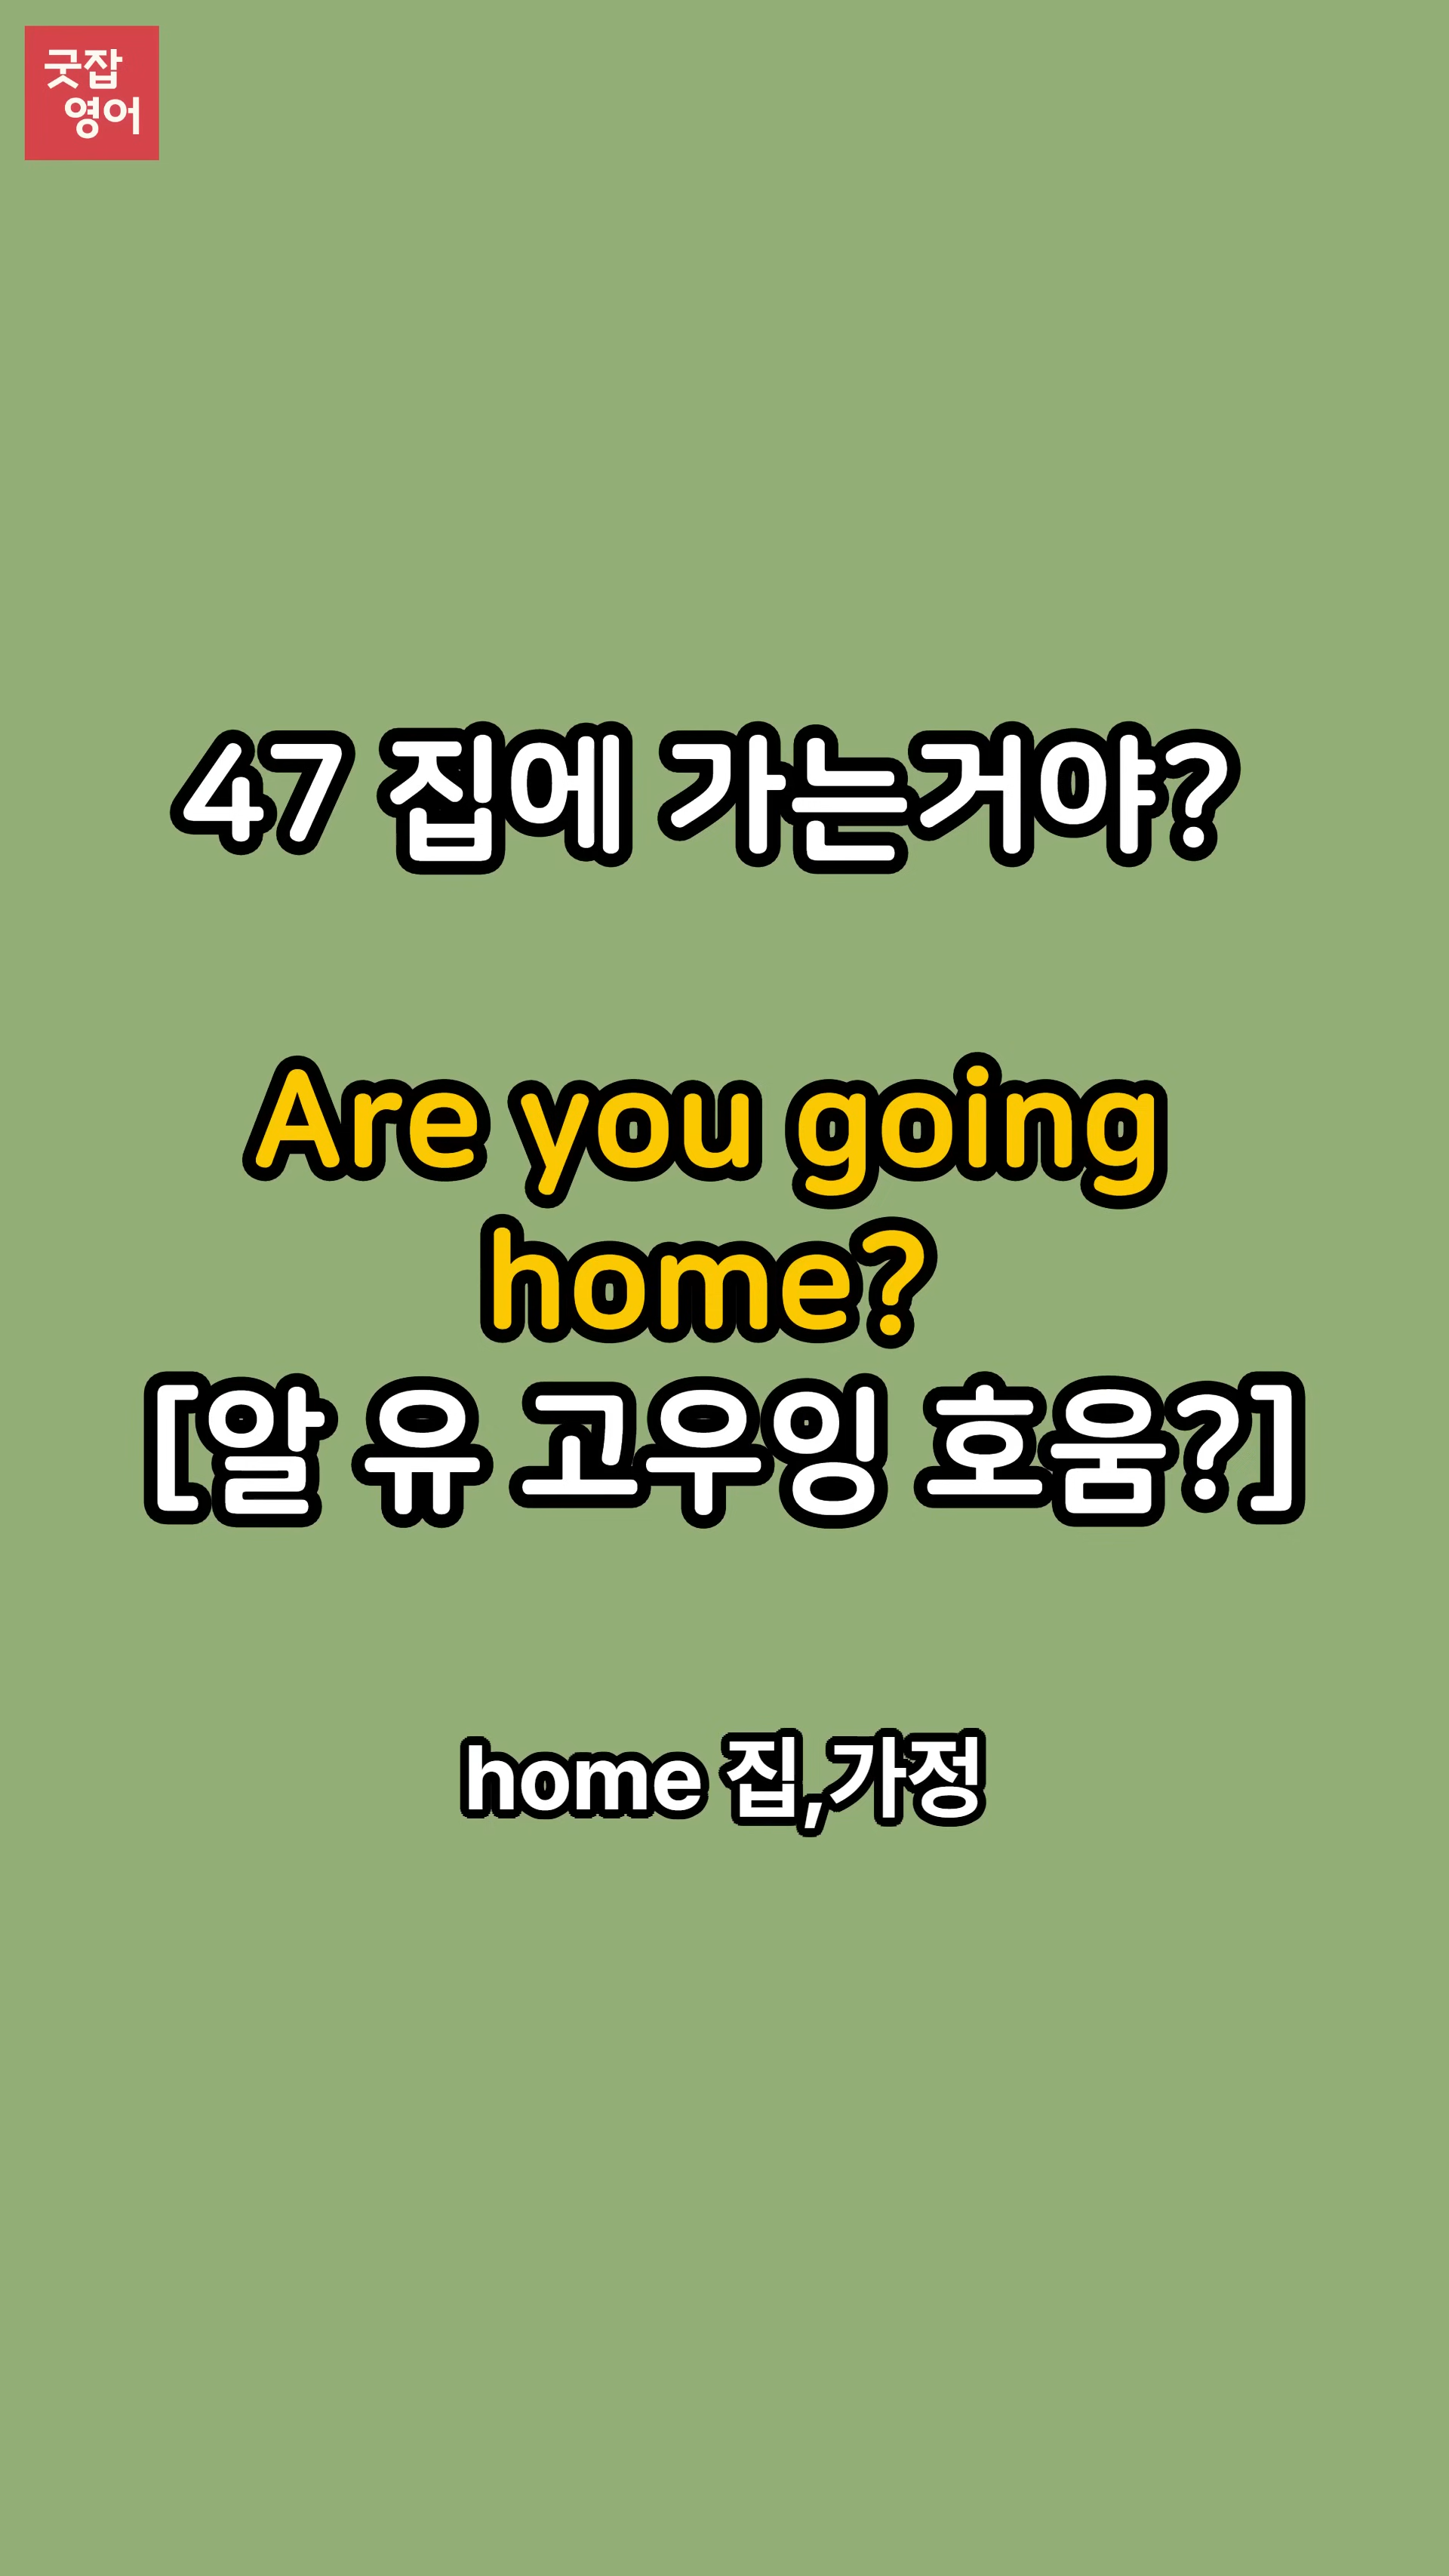 굿잡
영어
47 집에 가는거야?
Are you going
home?
[알 유 고우잉 호움?]
home 집,가정